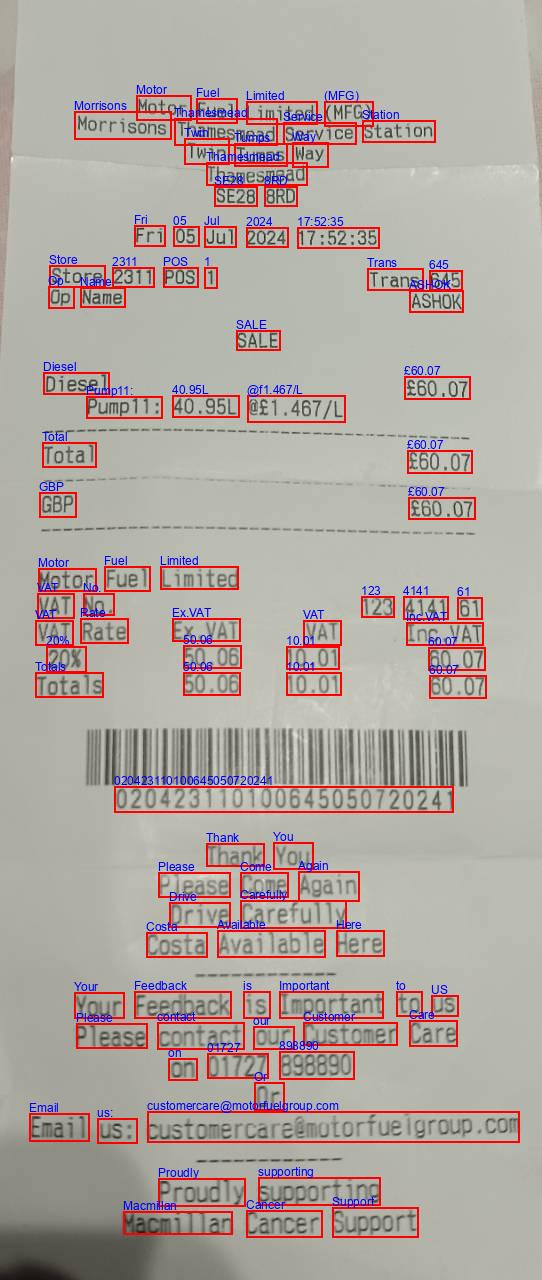 Motor Fuel Limited (MFG)
Morrisons Thamesmead Service Station
Twin Tumps Way
Thamesmead
SE28 8RD
Fri 05 Jul 2024 17:52:35
Store 2311 POS 1 Trans 645
Op Name ASHOK
SALE
Diesel £60.07
Pump11: 40.95L @£1.467/L
Total £60.07
GBP £60.07
Motor Fuel Limited
VAT No. 123 4141 61
VAT Rate Ex.VAT VAT Inc.VAT
20% 50.06 10.01 60.07
Totals 50.06 10.01 60.07
020423110100645050720241
Thank You
Please Come Again
Drive Carefully
Costa Available Here
Your Feedback is Important to us
Please contact our Customer Care
on 01727 898890
Or
Email us: customercare@motorfuelgroup.com
Proudly supporting
Macmillan Cancer Support